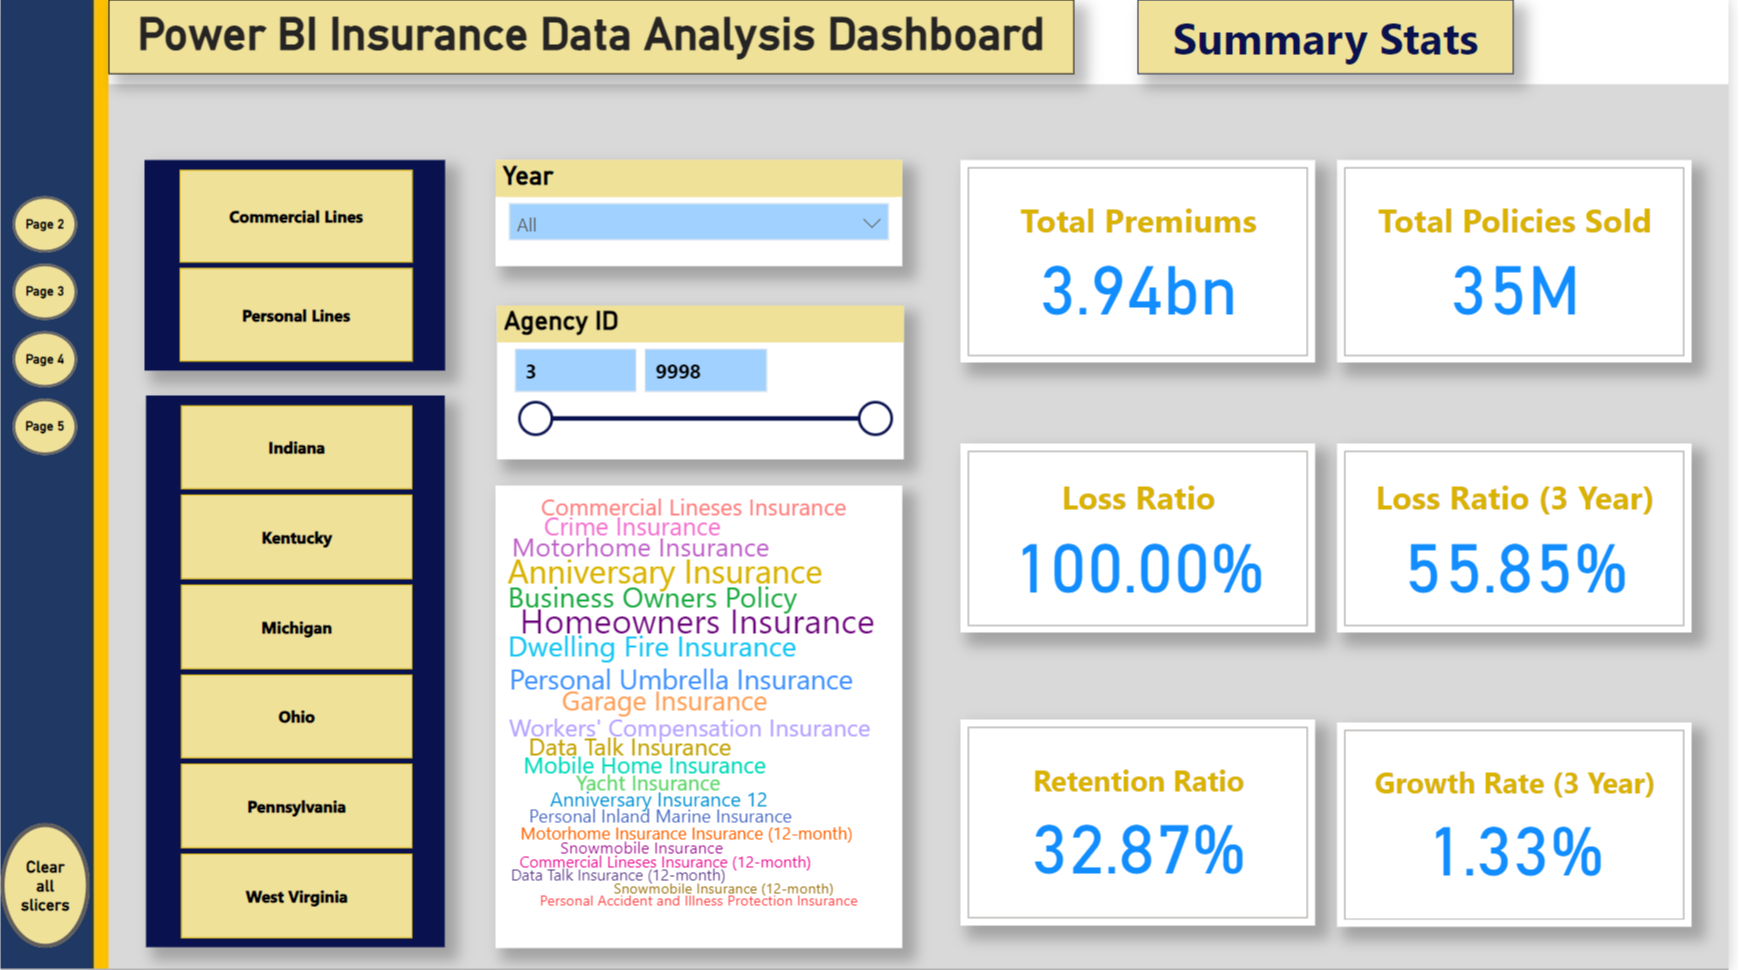 Power BI Insurance Data Analysis Dashboard
Summary Stats
Page 2
Page 3
Page 4
Page 5
Clear
all
slicers
Commercial Lines
Personal Lines
Indiana
Kentucky
Michigan
Ohio
Pennsylvania
West Virginia
Year
All
Agency ID
3 9998
Commercial Lineses Insurance
Crime Insurance
Motorhome Insurance
Anniversary Insurance
Business Owners Policy
Homeowners Insurance
Dwelling Fire Insurance
Personal Umbrella Insurance
Garage Insurance
Workers' Compensation Insurance
Data Talk Insurance
Mobile Home Insurance
Yacht Insurance
Anniversary Insurance 12
Personal Inland Marine Insurance
Motorhome Insurance Insurance (12-month)
Snowmobile Insurance
Commercial Lineses Insurance (12-month)
Data Talk Insurance (12-month)
Snowmobile Insurance (12-month)
Personal Accident and Illness Protection Insurance
Total Premiums
3.94bn
Total Policies Sold
35M
Loss Ratio
100.00%
Loss Ratio (3 Year)
55.85%
Retention Ratio
32.87%
Growth Rate (3 Year)
1.33%